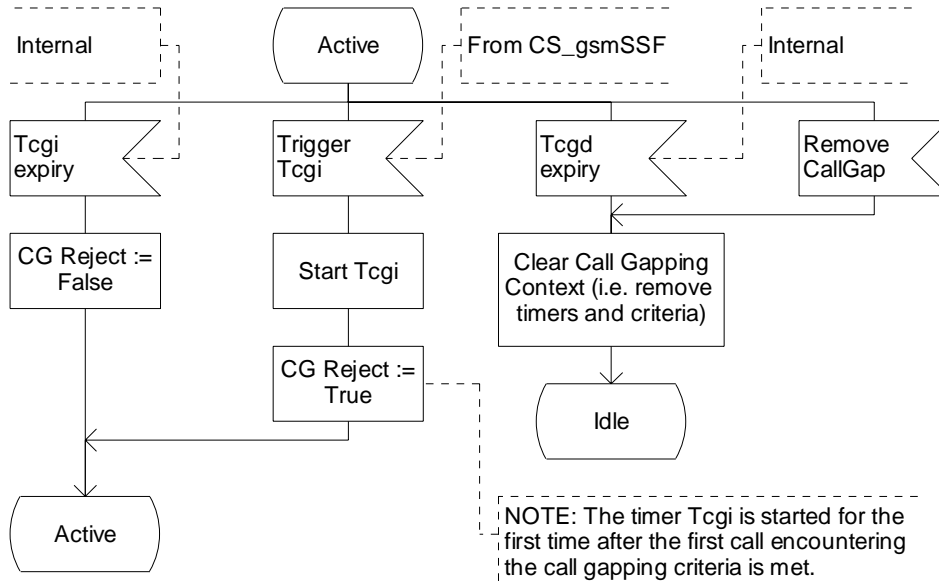 Internal
Active
From CS_gsmSSF
Internal
Tcgi
expiry
Trigger
Tcgi
Tcgd
expiry
Remove
CallGap
CG Reject :=
False
Start Tcgi
Clear Call Gapping
Context (i.e. remove
timers and criteria)
CG Reject :=
True
Idle
Active
NOTE: The timer Tcgi is started for the
first time after the first call encountering
the call gapping criteria is met.